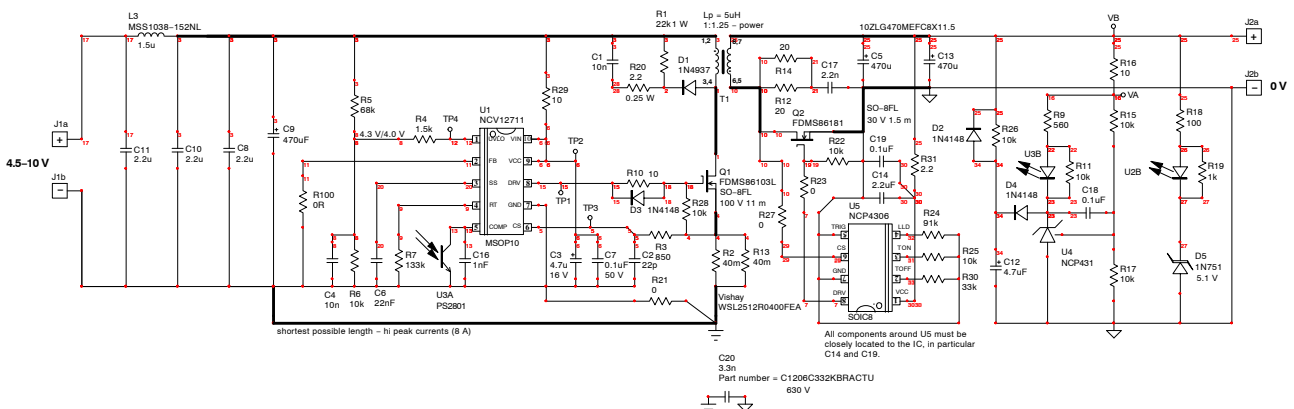 L3
MSS1038-152NL
1.5u
J1a
+
4.5–10 V
J1b
–
C11
2.2u
C10
2.2u
C8
2.2u
C9
470uF
R5
68k
4.3 V/4.0 V
R4
1.5k
TP4
U1
NCV12711
UVLO
VIN
FB
VCC
SS
DRV
RT
GND
COMP
CS
MSOP10
R100
0R
C4
10n
R6
10k
C6
22nF
R7
133k
U3A
PS2801
C16
1nF
R29
10
TP2
TP1
TP3
C3
4.7u
16 V
C7
0.1uF
50 V
C2
22p
R10
10
D3
1N4148
R28
10k
R3
850
R21
0
C1
10n
R20
2.2
0.25 W
R1
22k1 W
D1
1N4937
Lp = 5uH
1:1.25 – power
1,2
3,4
6,7
6,5
T1
Q1
FDMS86103L
SO-8FL
100 V 11 m
R2
40m
R13
40m
Vishay
WSL2512R0400FEA
shortest possible length – hi peak currents (8 A)
C20
3.3n
Part number = C1206C332KBRACTU
630 V
20
R14
R12
20
C17
2.2n
10ZLG470MEFC8X11.5
C5
470u
C13
470u
Q2
FDMS86181
SO-8FL
30 V 1.5 m
R22
10k
C19
0.1uF
C14
2.2uF
R23
0
R27
0
R31
2.2
U5
NCP4306
TRIG
LLD
CS
TON
GND
TOFF
DRV
VCC
SOIC8
R24
91k
R25
10k
R30
33k
All components around U5 must be
closely located to the IC, in particular
C14 and C19.
D2
1N4148
R26
10k
C12
4.7uF
D4
1N4148
R9
560
U3B
R11
10k
C18
0.1uF
U4
NCP431
VB
R16
10
VA
R15
10k
R17
10k
R18
100
U2B
R19
1k
D5
1N751
5.1 V
J2a
+
J2b
–
0 V